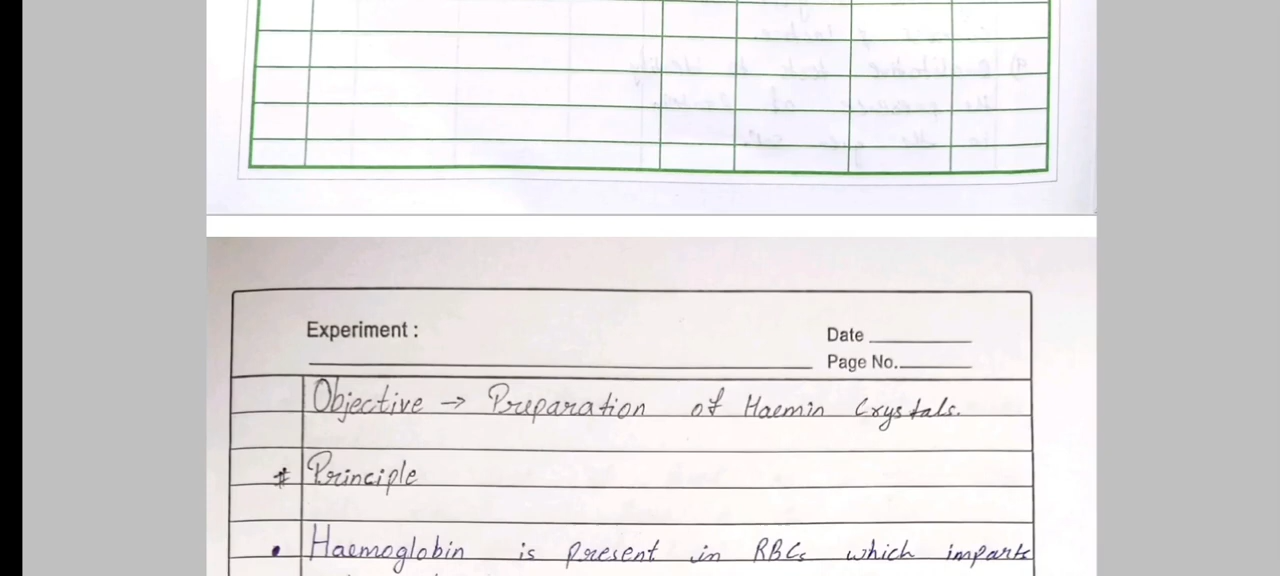 Experiment :
Date
Page No.
Objective → Preparation of Haemin Crystals.
# Principle
• Haemoglobin is present in RBCs which imparts